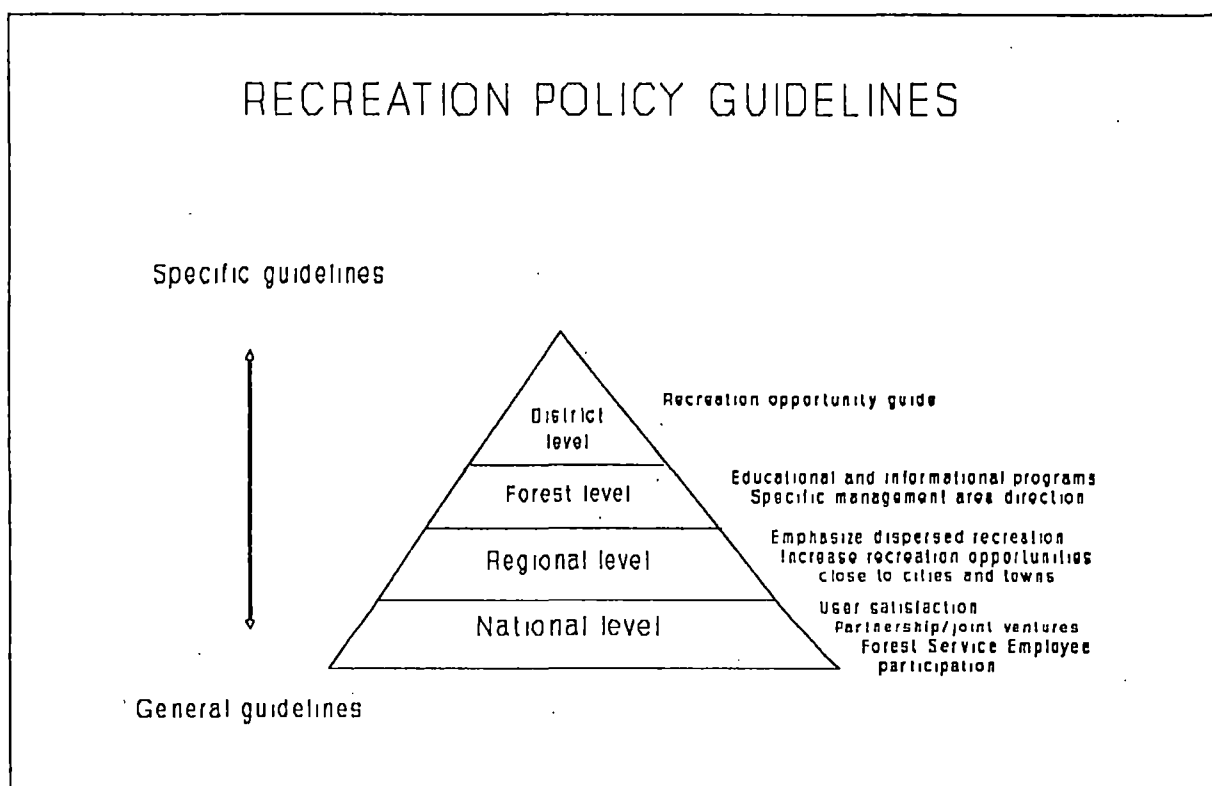 RECREATION POLICY GUIDELINES
Specific guidelines
District
level
Recreation opportunity guide
Forest level
Educational and informational programs
Specific management area direction
Regional level
Emphasize dispersed recreation
Increase recreation opportunities
close to cities and towns
National level
User satisfaction
Partnership/joint ventures
Forest Service Employee
participation
General guidelines